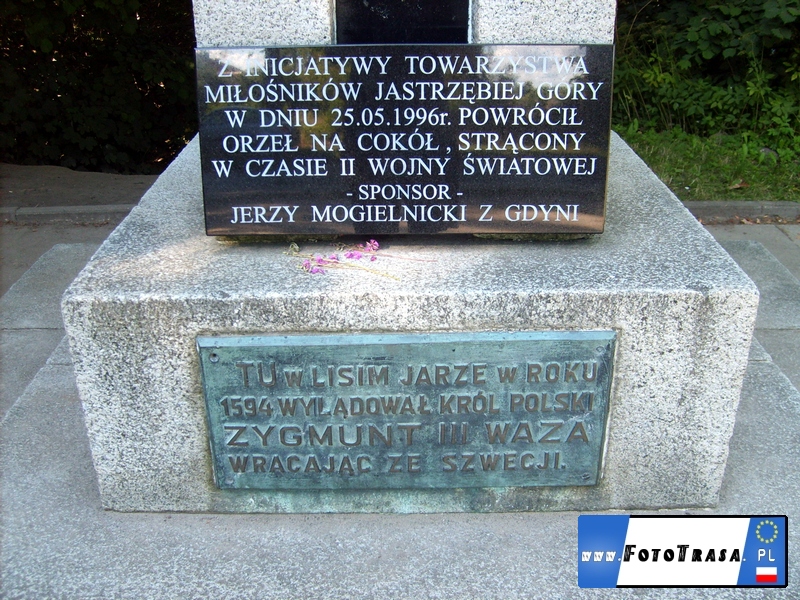 Z INICJATYWY TOWARZYSTWA
MIŁOŚNIKÓW JASTRZĘBIEJ GÓRY
W DNIU 25.05.1996r. POWRÓCIŁ
ORZEŁ NA COKÓŁ, STRĄCONY
W CZASIE II WOJNY ŚWIATOWEJ
- SPONSOR -
JERZY MOGIELNICKI Z GDYNI
TU W LISIM JARZE W ROKU
1594 WYLĄDOWAŁ KRÓL POLSKI
ZYGMUNT III WAZA
WRACAJĄC ZE SZWECJI.
www.FotoTrasa.PL